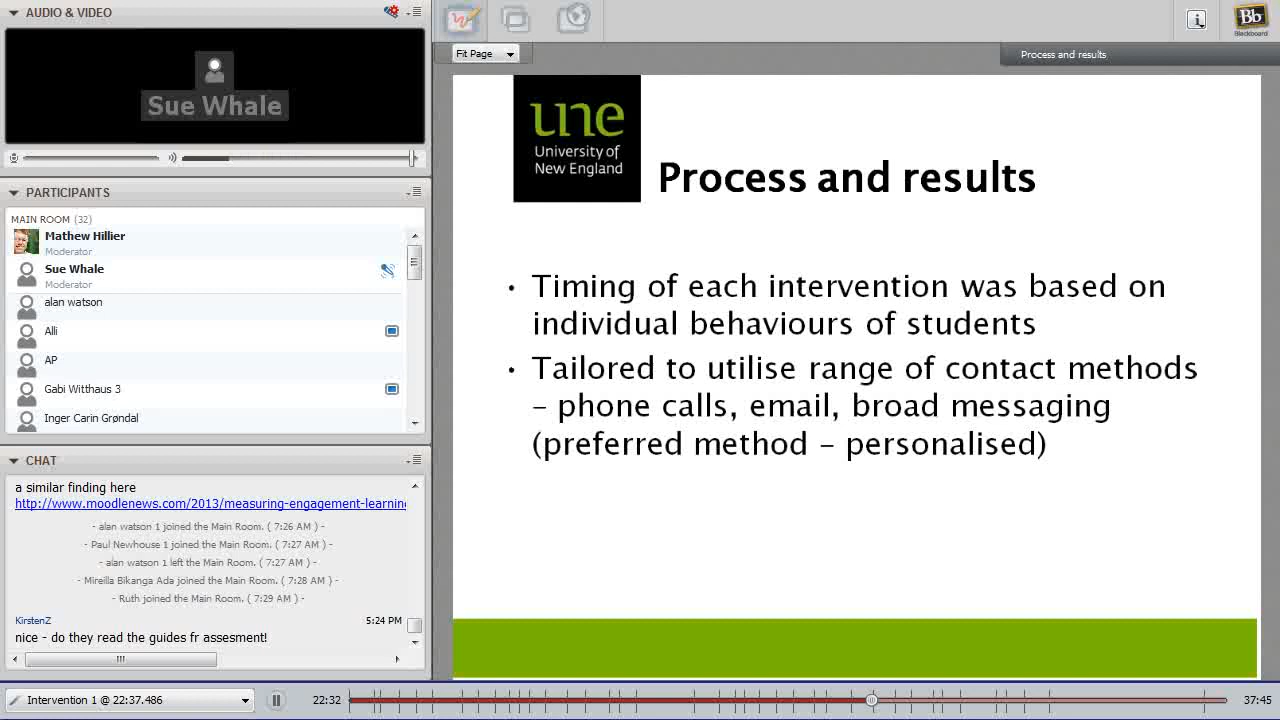 AUDIO & VIDEO
Sue Whale
PARTICIPANTS
MAIN ROOM (32)
Mathew Hillier
Moderator
Sue Whale
Moderator
alan watson
Alli
AP
Gabi Witthaus 3
Inger Carin Grøndal
CHAT
a similar finding here
http://www.moodlenews.com/2013/measuring-engagement-learning
- alan watson 1 joined the Main Room. ( 7:26 AM ) -
- Paul Newhouse 1 joined the Main Room. ( 7:27 AM ) -
- alan watson 1 left the Main Room. ( 7:27 AM ) -
- Mireilla Bikanga Ada joined the Main Room. ( 7:28 AM ) -
- Ruth joined the Main Room. ( 7:29 AM ) -
KirstenZ 5:24 PM
nice - do they read the guides fr assesment!
Intervention 1 @ 22:37.486
22:32
37:45
Fit Page
Process and results
Bb
Blackboard
une
University of
New England
Process and results
• Timing of each intervention was based on
individual behaviours of students
• Tailored to utilise range of contact methods
– phone calls, email, broad messaging
(preferred method – personalised)